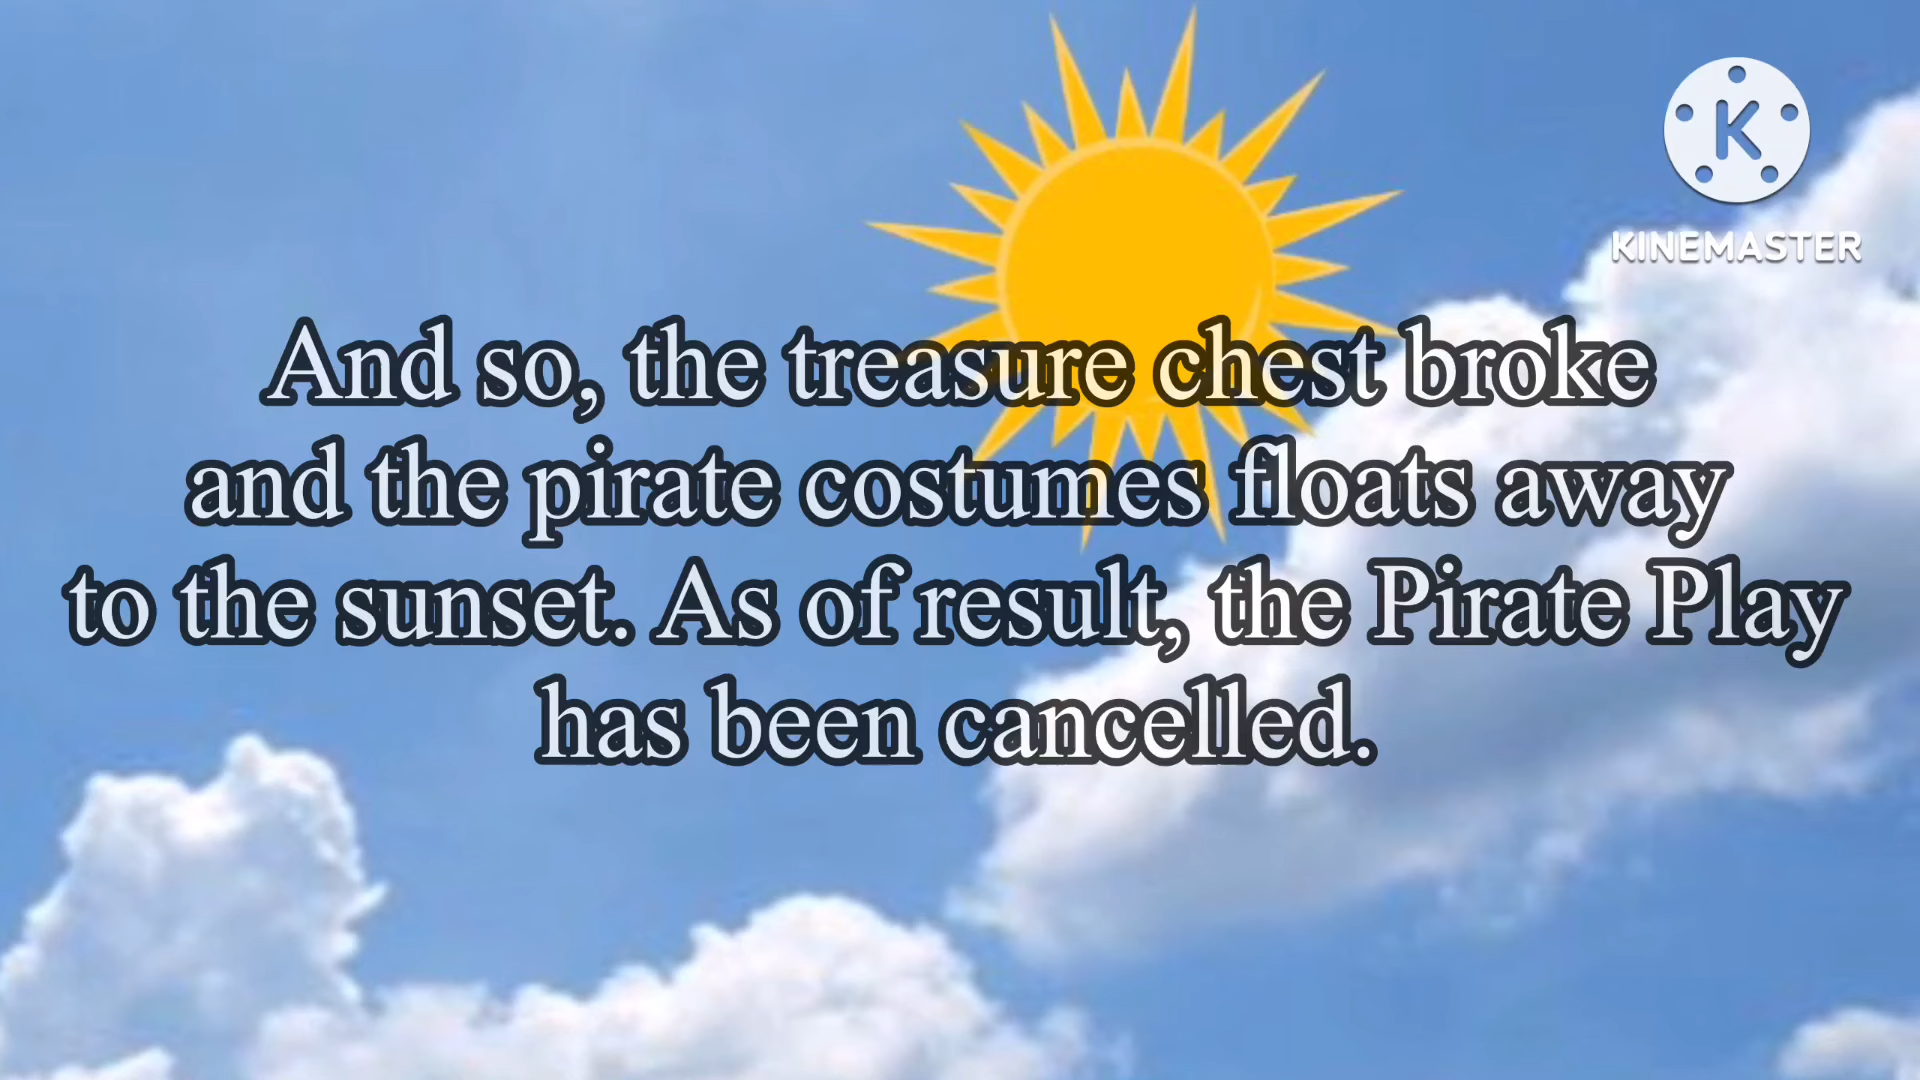 K
KINEMASTER
And so, the treasure chest broke
and the pirate costumes floats away
to the sunset. As of result, the Pirate Play
has been cancelled.